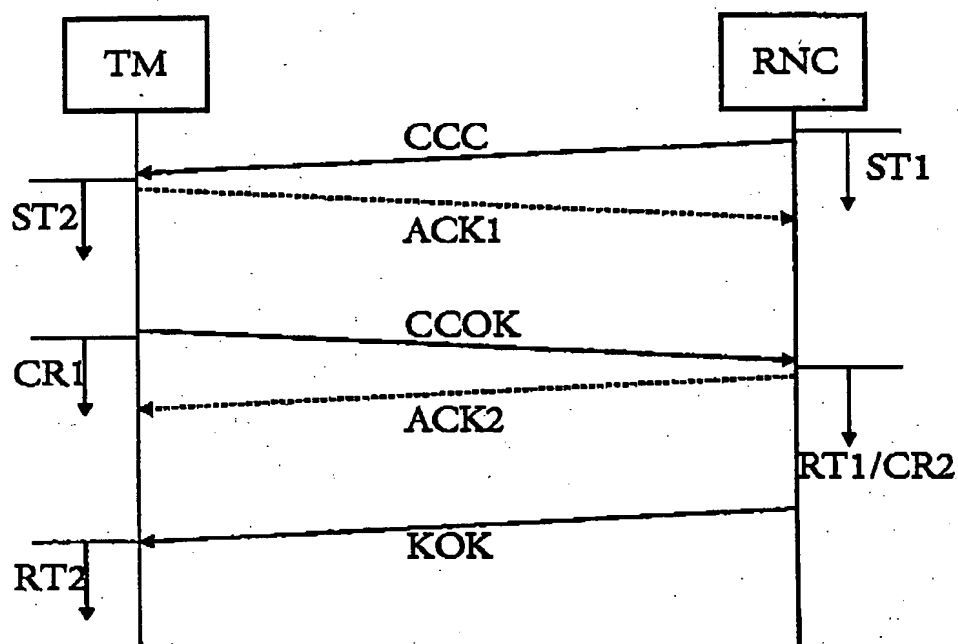 TM
RNC
CCC
ST1
ST2
ACK1
CCOK
CR1
ACK2
RT1/CR2
KOK
RT2